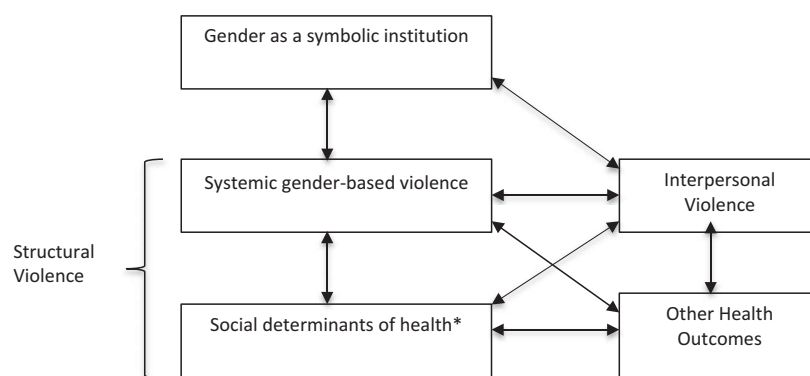 Gender as a symbolic institution
Systemic gender-based violence
Interpersonal
Violence
Structural
Violence
Social determinants of health*
Other Health
Outcomes